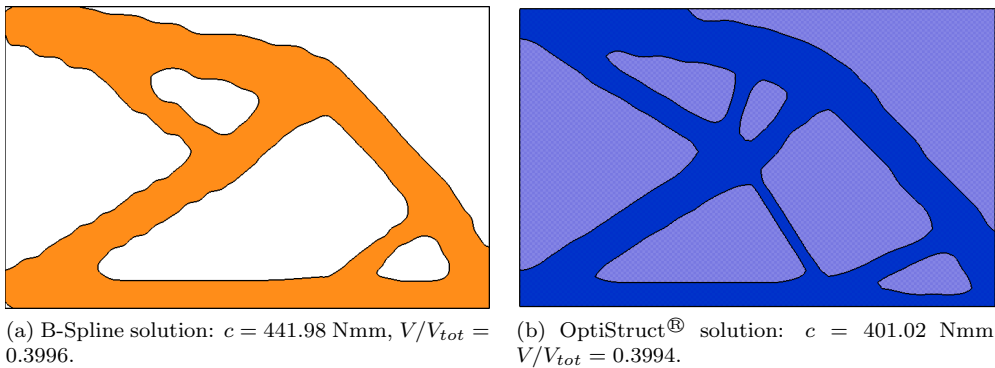 (a) B-Spline solution: c = 441.98 Nmm, V/V_tot =
0.3996.
(b) OptiStruct® solution: c = 401.02 Nmm
V/V_tot = 0.3994.